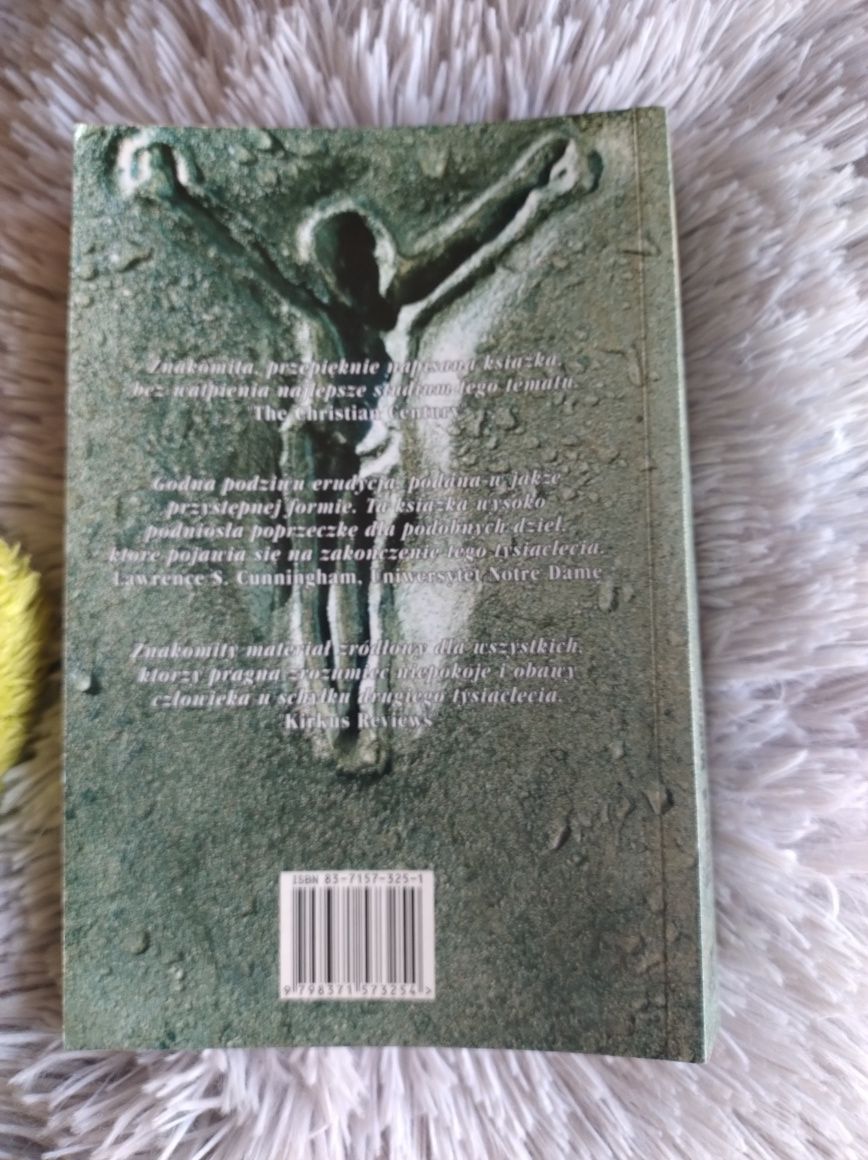 Znakomita, przepięknie napisana książka,
bez wątpienia najlepsze studium tego tematu.
The Christian Century
Godna podziwu erudycja, podana w jakże
przystępnej formie. Ta książka wysoko
podniosła poprzeczkę dla podobnych dzieł,
które pojawią się na zakończenie tego tysiąclecia.
Lawrence S. Cunningham, Uniwersytet Notre Dame
Znakomity materiał źródłowy dla wszystkich,
którzy pragną zrozumieć niepokoje i obawy
człowieka u schyłku drugiego tysiąclecia.
Kirkus Reviews
ISBN 83-7157-325-1
9 798371 573254 >